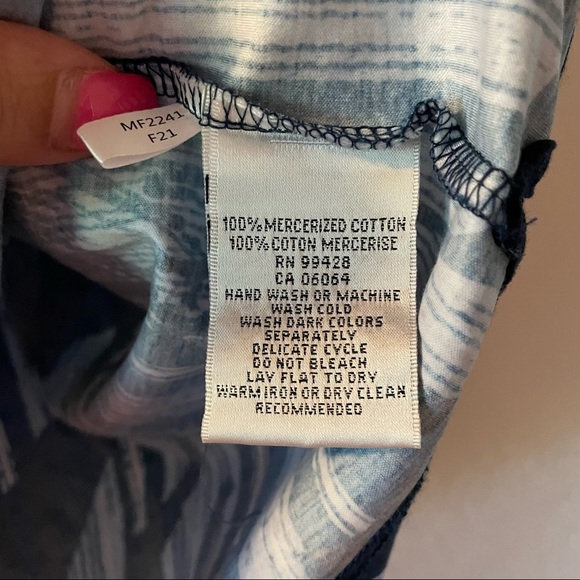 MF2241
F21
100% MERCERIZED COTTON
100% COTON MERCERISE
RN 99428
CA 06064
HAND WASH OR MACHINE
WASH COLD
WASH DARK COLORS
SEPARATELY
DELICATE CYCLE
DO NOT BLEACH
LAY FLAT TO DRY
WARM IRON OR DRY CLEAN
RECOMMENDED